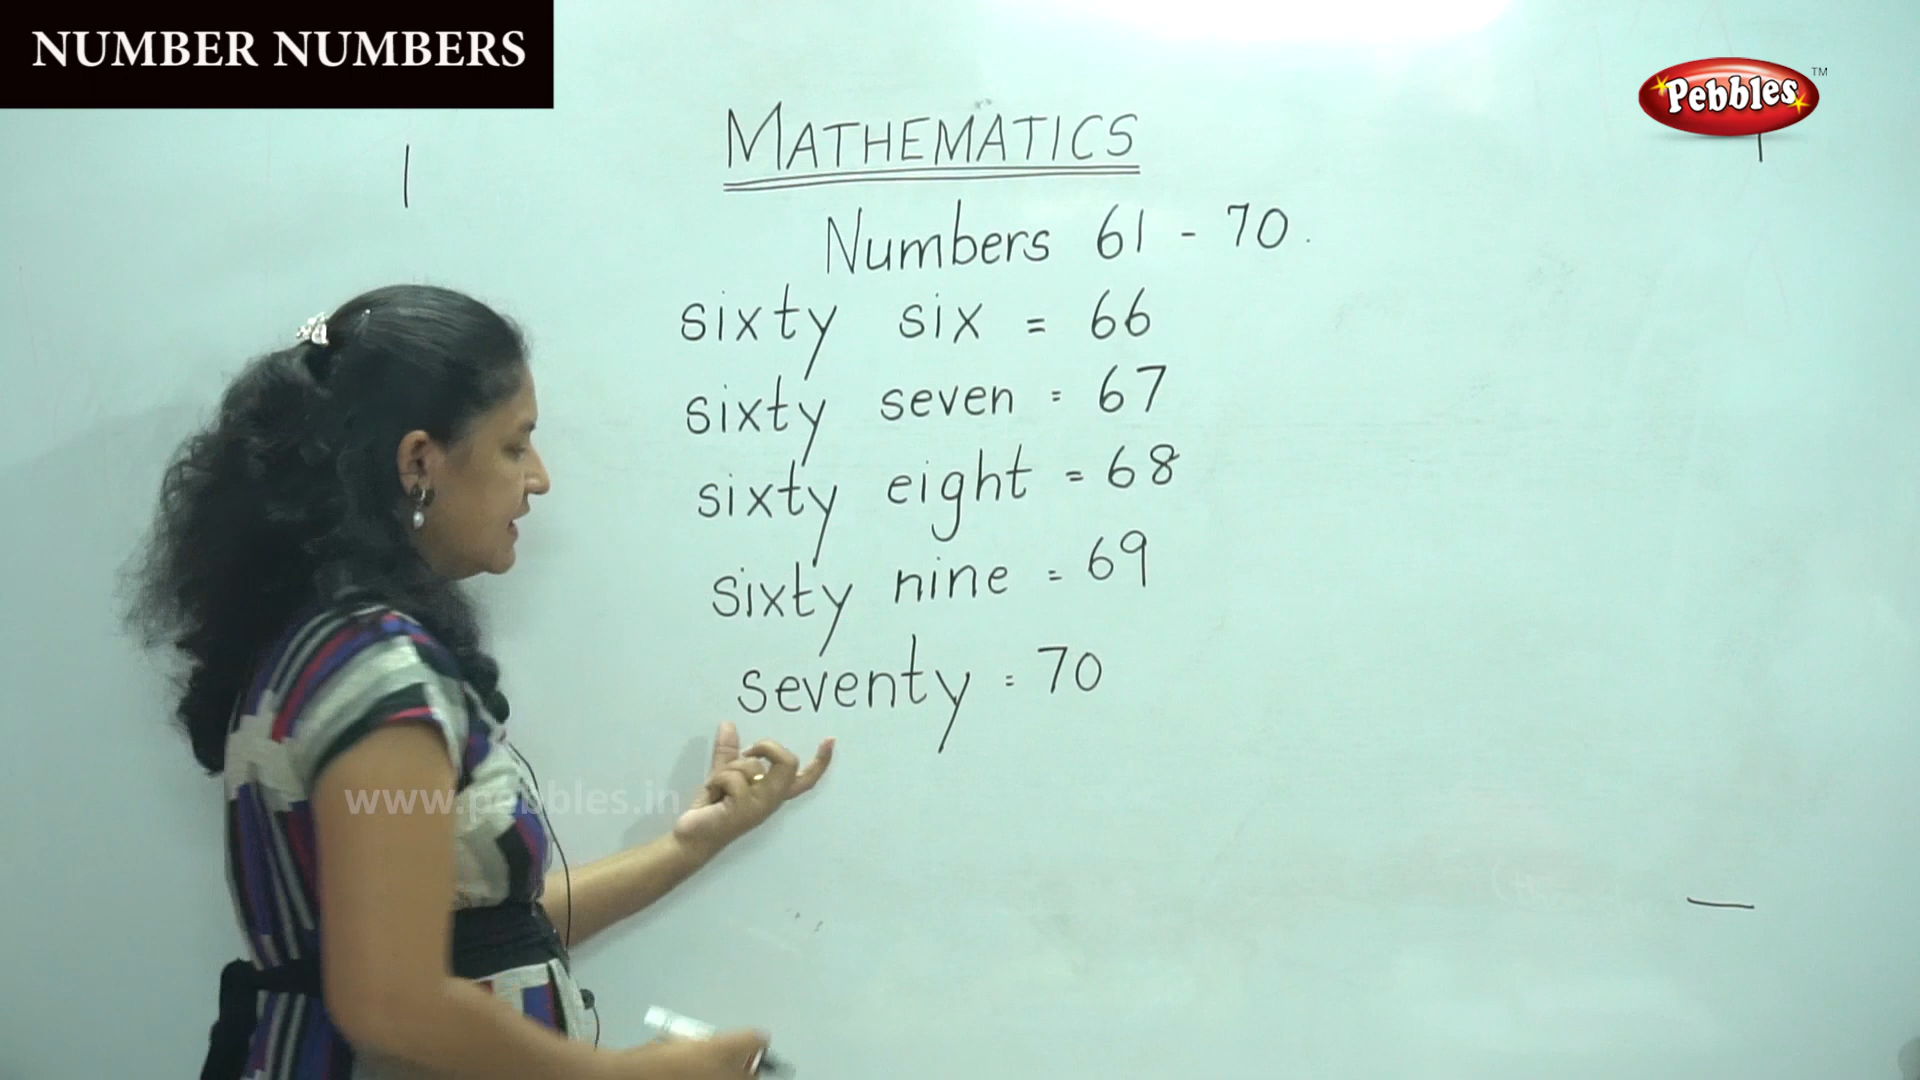 NUMBER NUMBERS
Pebbles TM
MATHEMATICS
Numbers 61 - 70.
sixty six = 66
sixty seven = 67
sixty eight = 68
sixty nine = 69
seventy = 70
www.pebbles.in